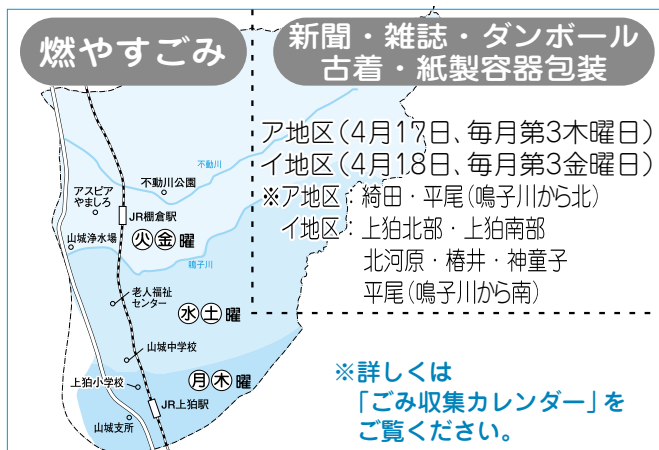 燃やすごみ
新聞・雑誌・ダンボール
古着・紙製容器包装
ア地区(4月17日、毎月第3木曜日)
イ地区(4月18日、毎月第3金曜日)
※ア地区:綺田・平尾(鳴子川から北)
イ地区:上狛北部・上狛南部
北河原・椿井・神童子
平尾(鳴子川から南)
不動川
不動川公園
アスピア
やましろ
JR棚倉駅
山城浄水場
火金曜
鳴子川
老人福祉
センター
水土曜
山城中学校
月木曜
上狛小学校
JR上狛駅
山城支所
※詳しくは
「ごみ収集カレンダー」を
ご覧ください。